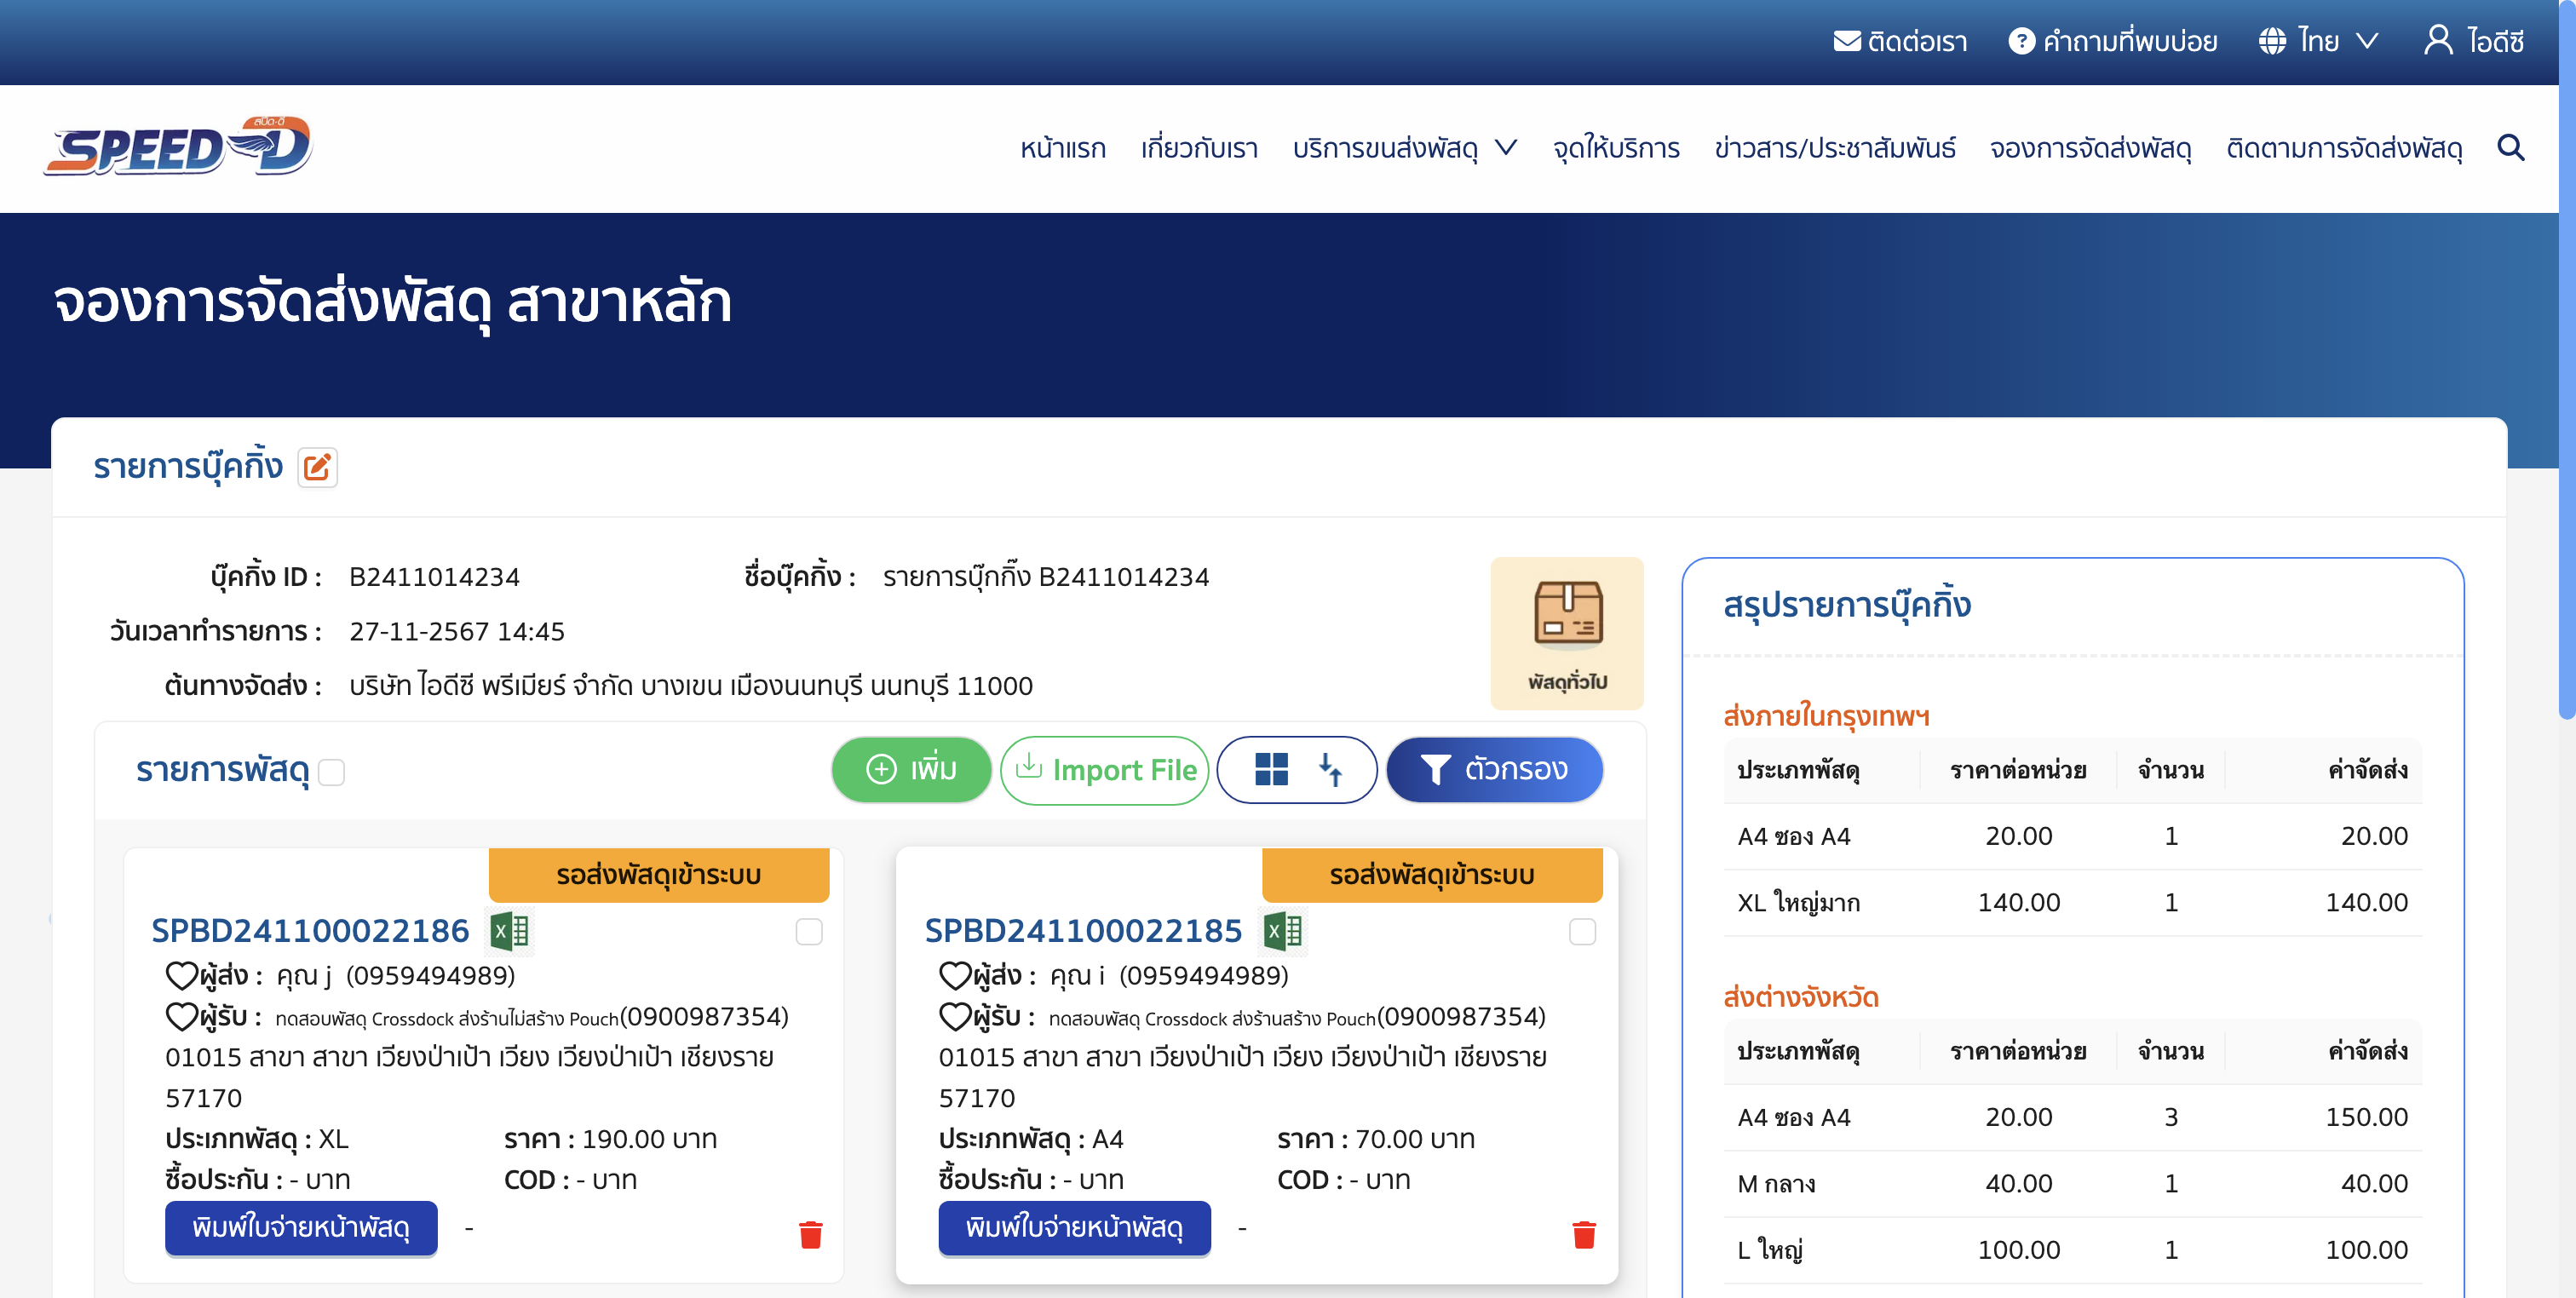 ติดต่อเรา คำถามที่พบบ่อย ไทย ไอดีซี
สปีด-ดี
SPEED-D
หน้าแรก เกี่ยวกับเรา บริการขนส่งพัสดุ จุดให้บริการ ข่าวสาร/ประชาสัมพันธ์ จองการจัดส่งพัสดุ ติดตามการจัดส่งพัสดุ
จองการจัดส่งพัสดุ สาขาหลัก
รายการบุ๊คกิ้ง
บุ๊คกิ้ง ID : B2411014234 ชื่อบุ๊คกิ้ง : รายการบุ๊กกิ๊ง B2411014234
วันเวลาทำรายการ : 27-11-2567 14:45
ต้นทางจัดส่ง : บริษัท ไอดีซี พรีเมียร์ จำกัด บางเขน เมืองนนทบุรี นนทบุรี 11000
พัสดุทั่วไป
รายการพัสดุ เพิ่ม Import File ตัวกรอง
รอส่งพัสดุเข้าระบบ
SPBD241100022186
ผู้ส่ง : คุณ j (0959494989)
ผู้รับ : ทดสอบพัสดุ Crossdock ส่งร้านไม่สร้าง Pouch(0900987354)
01015 สาขา สาขา เวียงป่าเป้า เวียง เวียงป่าเป้า เชียงราย
57170
ประเภทพัสดุ : XL ราคา : 190.00 บาท
ซื้อประกัน : - บาท COD : - บาท
พิมพ์ใบจ่ายหน้าพัสดุ -
รอส่งพัสดุเข้าระบบ
SPBD241100022185
ผู้ส่ง : คุณ i (0959494989)
ผู้รับ : ทดสอบพัสดุ Crossdock ส่งร้านสร้าง Pouch(0900987354)
01015 สาขา สาขา เวียงป่าเป้า เวียง เวียงป่าเป้า เชียงราย
57170
ประเภทพัสดุ : A4 ราคา : 70.00 บาท
ซื้อประกัน : - บาท COD : - บาท
พิมพ์ใบจ่ายหน้าพัสดุ -
สรุปรายการบุ๊คกิ้ง
ส่งภายในกรุงเทพฯ
ประเภทพัสดุ ราคาต่อหน่วย จำนวน ค่าจัดส่ง
A4 ซอง A4 20.00 1 20.00
XL ใหญ่มาก 140.00 1 140.00
ส่งต่างจังหวัด
ประเภทพัสดุ ราคาต่อหน่วย จำนวน ค่าจัดส่ง
A4 ซอง A4 20.00 3 150.00
M กลาง 40.00 1 40.00
L ใหญ่ 100.00 1 100.00